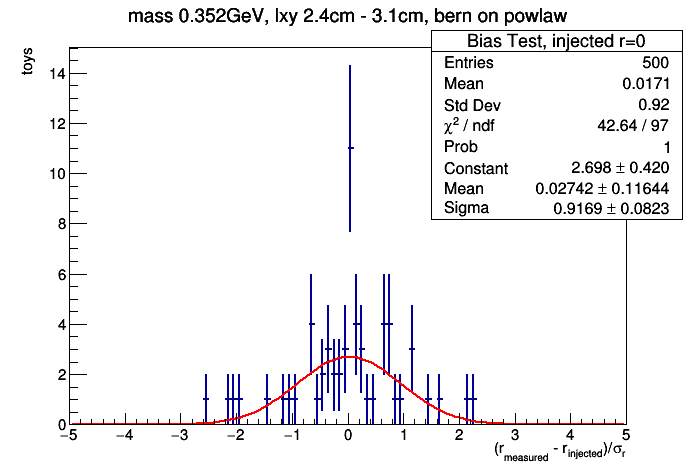 mass 0.352GeV, lxy 2.4cm - 3.1cm, bern on powlaw
toys
Bias Test, injected r=0
Entries 500
Mean 0.0171
Std Dev 0.92
χ² / ndf 42.64 / 97
Prob 1
Constant 2.698 ± 0.420
Mean 0.02742 ± 0.11644
Sigma 0.9169 ± 0.0823
14
12
10
8
6
4
2
0
−5 −4 −3 −2 −1 0 1 2 3 4 5
(r_measured - r_injected)/σ_r